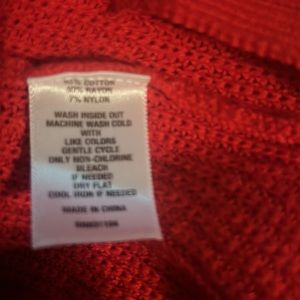 COTTON
RAYON
7% NYLON
WASH INSIDE OUT
MACHINE WASH COLD
WITH
LIKE COLORS
GENTLE CYCLE
ONLY NON-CHLORINE
BLEACH
IF NEEDED
DRY FLAT
COOL IRON IF NEEDED
MADE IN CHINA